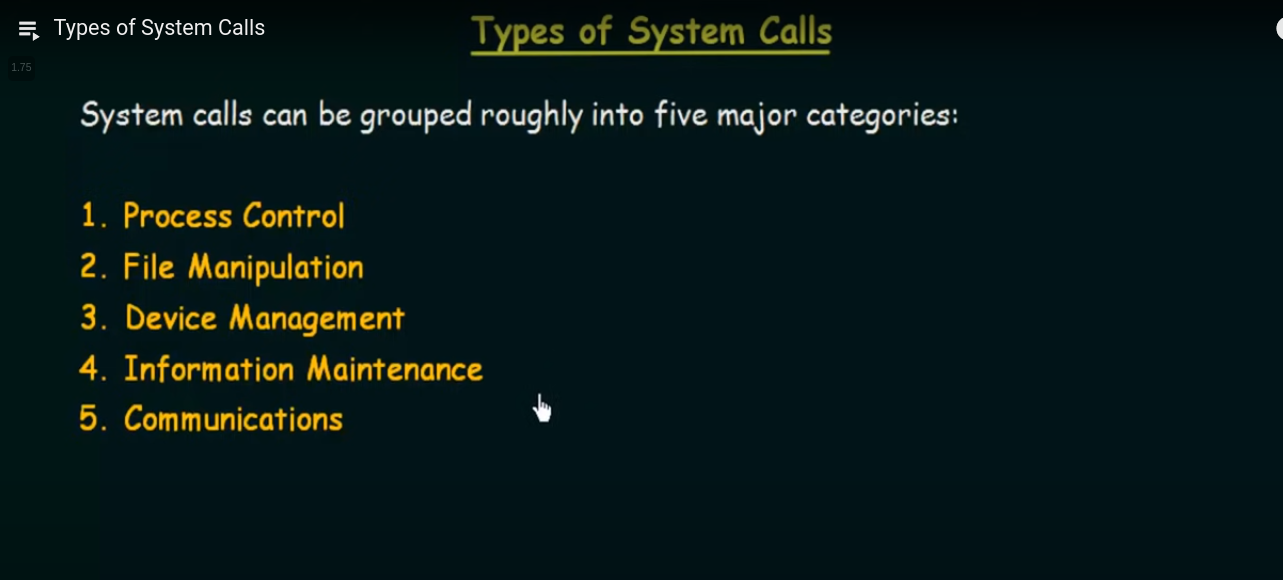 Types of System Calls
1.75
Types of System Calls
System calls can be grouped roughly into five major categories:
1. Process Control
2. File Manipulation
3. Device Management
4. Information Maintenance
5. Communications